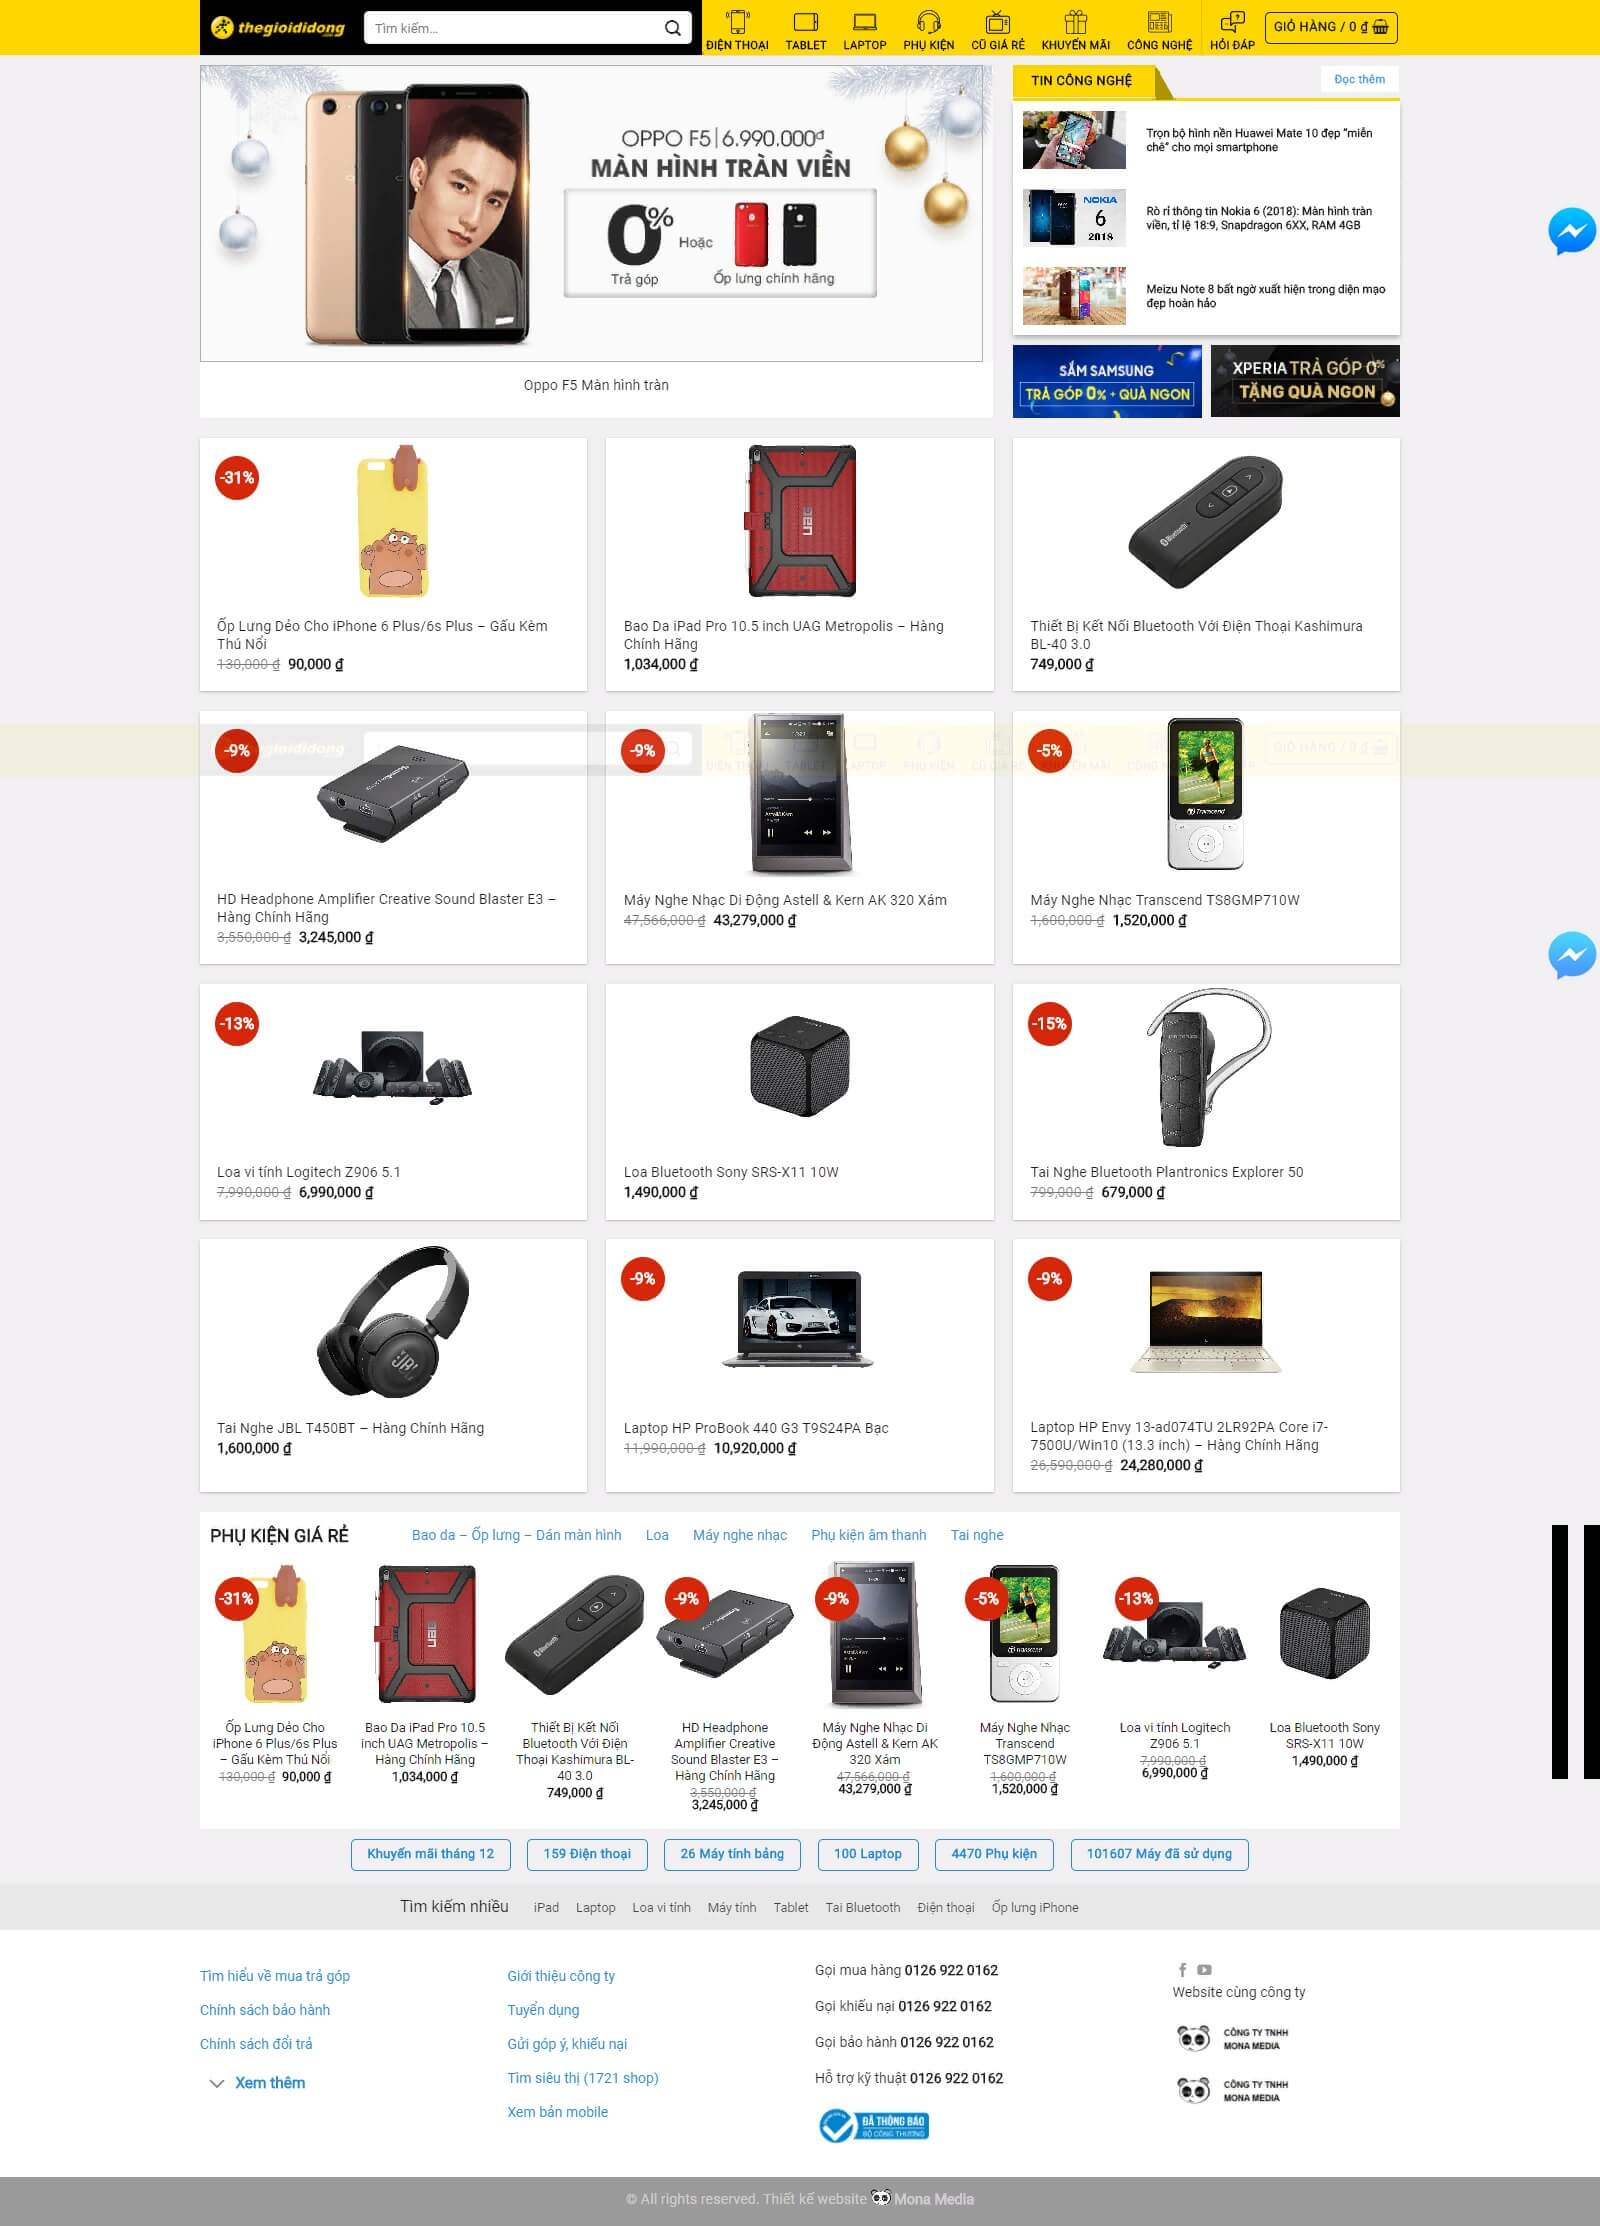 thegioididong
.com
Tìm kiếm...
ĐIỆN THOẠI
TABLET
LAPTOP
PHỤ KIỆN
CŨ GIÁ RẺ
KHUYẾN MÃI
CÔNG NGHỆ
HỎI ĐÁP
GIỎ HÀNG / 0 ₫
OPPO F5 | 6.990.000đ
MÀN HÌNH TRÀN VIỀN
0%
Trả góp
Hoặc
Ốp lưng chính hãng
Oppo F5 Màn hình tràn
TIN CÔNG NGHỆ
Đọc thêm
Trọn bộ hình nền Huawei Mate 10 đẹp “miễn
chê” cho mọi smartphone
NOKIA
6
2018
Rò rỉ thông tin Nokia 6 (2018): Màn hình tràn
viền, tỉ lệ 18:9, Snapdragon 6XX, RAM 4GB
Meizu Note 8 bất ngờ xuất hiện trong diện mạo
đẹp hoàn hảo
SẮM SAMSUNG
TRẢ GÓP 0% + QUÀ NGON
XPERIA TRẢ GÓP 0%
TẶNG QUÀ NGON
-31%
Ốp Lưng Dẻo Cho iPhone 6 Plus/6s Plus – Gấu Kèm
Thú Nổi
130,000 ₫ 90,000 ₫
UAG
Bao Da iPad Pro 10.5 inch UAG Metropolis – Hàng
Chính Hãng
1,034,000 ₫
Bluetooth
Thiết Bị Kết Nối Bluetooth Với Điện Thoại Kashimura
BL-40 3.0
749,000 ₫
-9%
HD Headphone Amplifier Creative Sound Blaster E3 –
Hàng Chính Hãng
3,550,000 ₫ 3,245,000 ₫
-9%
Astell&Kern
Máy Nghe Nhạc Di Động Astell & Kern AK 320 Xám
47,566,000 ₫ 43,279,000 ₫
-5%
Transcend
Máy Nghe Nhạc Transcend TS8GMP710W
1,600,000 ₫ 1,520,000 ₫
-13%
Loa vi tính Logitech Z906 5.1
7,990,000 ₫ 6,990,000 ₫
Loa Bluetooth Sony SRS-X11 10W
1,490,000 ₫
-15%
Tai Nghe Bluetooth Plantronics Explorer 50
799,000 ₫ 679,000 ₫
JBL
Tai Nghe JBL T450BT – Hàng Chính Hãng
1,600,000 ₫
-9%
Laptop HP ProBook 440 G3 T9S24PA Bạc
11,990,000 ₫ 10,920,000 ₫
-9%
Laptop HP Envy 13-ad074TU 2LR92PA Core i7-
7500U/Win10 (13.3 inch) – Hàng Chính Hãng
26,590,000 ₫ 24,280,000 ₫
PHỤ KIỆN GIÁ RẺ
Bao da – Ốp lưng – Dán màn hình
Loa
Máy nghe nhạc
Phụ kiện âm thanh
Tai nghe
-31%
Ốp Lưng Dẻo Cho
iPhone 6 Plus/6s Plus
– Gấu Kèm Thú Nổi
130,000 ₫ 90,000 ₫
UAG
Bao Da iPad Pro 10.5
inch UAG Metropolis –
Hàng Chính Hãng
1,034,000 ₫
Bluetooth
Thiết Bị Kết Nối
Bluetooth Với Điện
Thoại Kashimura BL-
40 3.0
749,000 ₫
-9%
HD Headphone
Amplifier Creative
Sound Blaster E3 –
Hàng Chính Hãng
3,550,000 ₫
3,245,000 ₫
-9%
Máy Nghe Nhạc Di
Động Astell & Kern AK
320 Xám
47,566,000 ₫
43,279,000 ₫
-5%
Transcend
Máy Nghe Nhạc
Transcend
TS8GMP710W
1,600,000 ₫
1,520,000 ₫
-13%
Loa vi tính Logitech
Z906 5.1
7,990,000 ₫
6,990,000 ₫
Loa Bluetooth Sony
SRS-X11 10W
1,490,000 ₫
Khuyến mãi tháng 12
159 Điện thoại
26 Máy tính bảng
100 Laptop
4470 Phụ kiện
101607 Máy đã sử dụng
Tìm kiếm nhiều
iPad
Laptop
Loa vi tính
Máy tính
Tablet
Tai Bluetooth
Điện thoại
Ốp lưng iPhone
Tìm hiểu về mua trả góp
Chính sách bảo hành
Chính sách đổi trả
Xem thêm
Giới thiệu công ty
Tuyển dụng
Gửi góp ý, khiếu nại
Tìm siêu thị (1721 shop)
Xem bản mobile
Gọi mua hàng 0126 922 0162
Gọi khiếu nại 0126 922 0162
Gọi bảo hành 0126 922 0162
Hỗ trợ kỹ thuật 0126 922 0162
ĐÃ THÔNG BÁO
BỘ CÔNG THƯƠNG
Website cùng công ty
CÔNG TY TNHH
MONA MEDIA
CÔNG TY TNHH
MONA MEDIA
© All rights reserved. Thiết kế website Mona Media